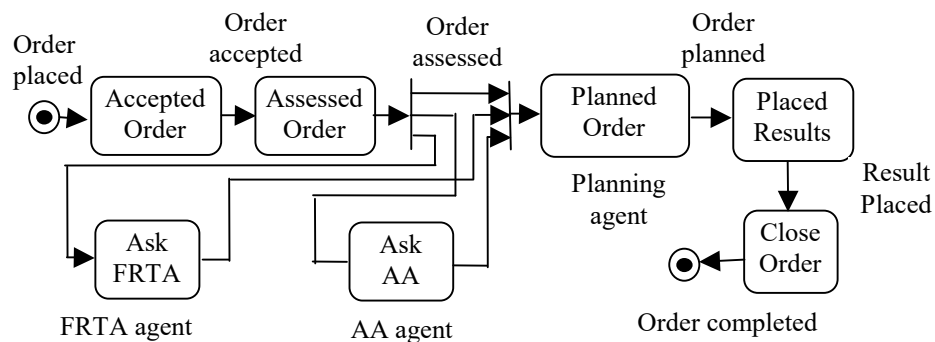 Order
placed
Order
accepted
Order
assessed
Order
planned
Accepted
Order
Assessed
Order
Planned
Order
Placed
Results
Planning
agent
Result
Placed
Ask
FRTA
Ask
AA
Close
Order
FRTA agent
AA agent
Order completed